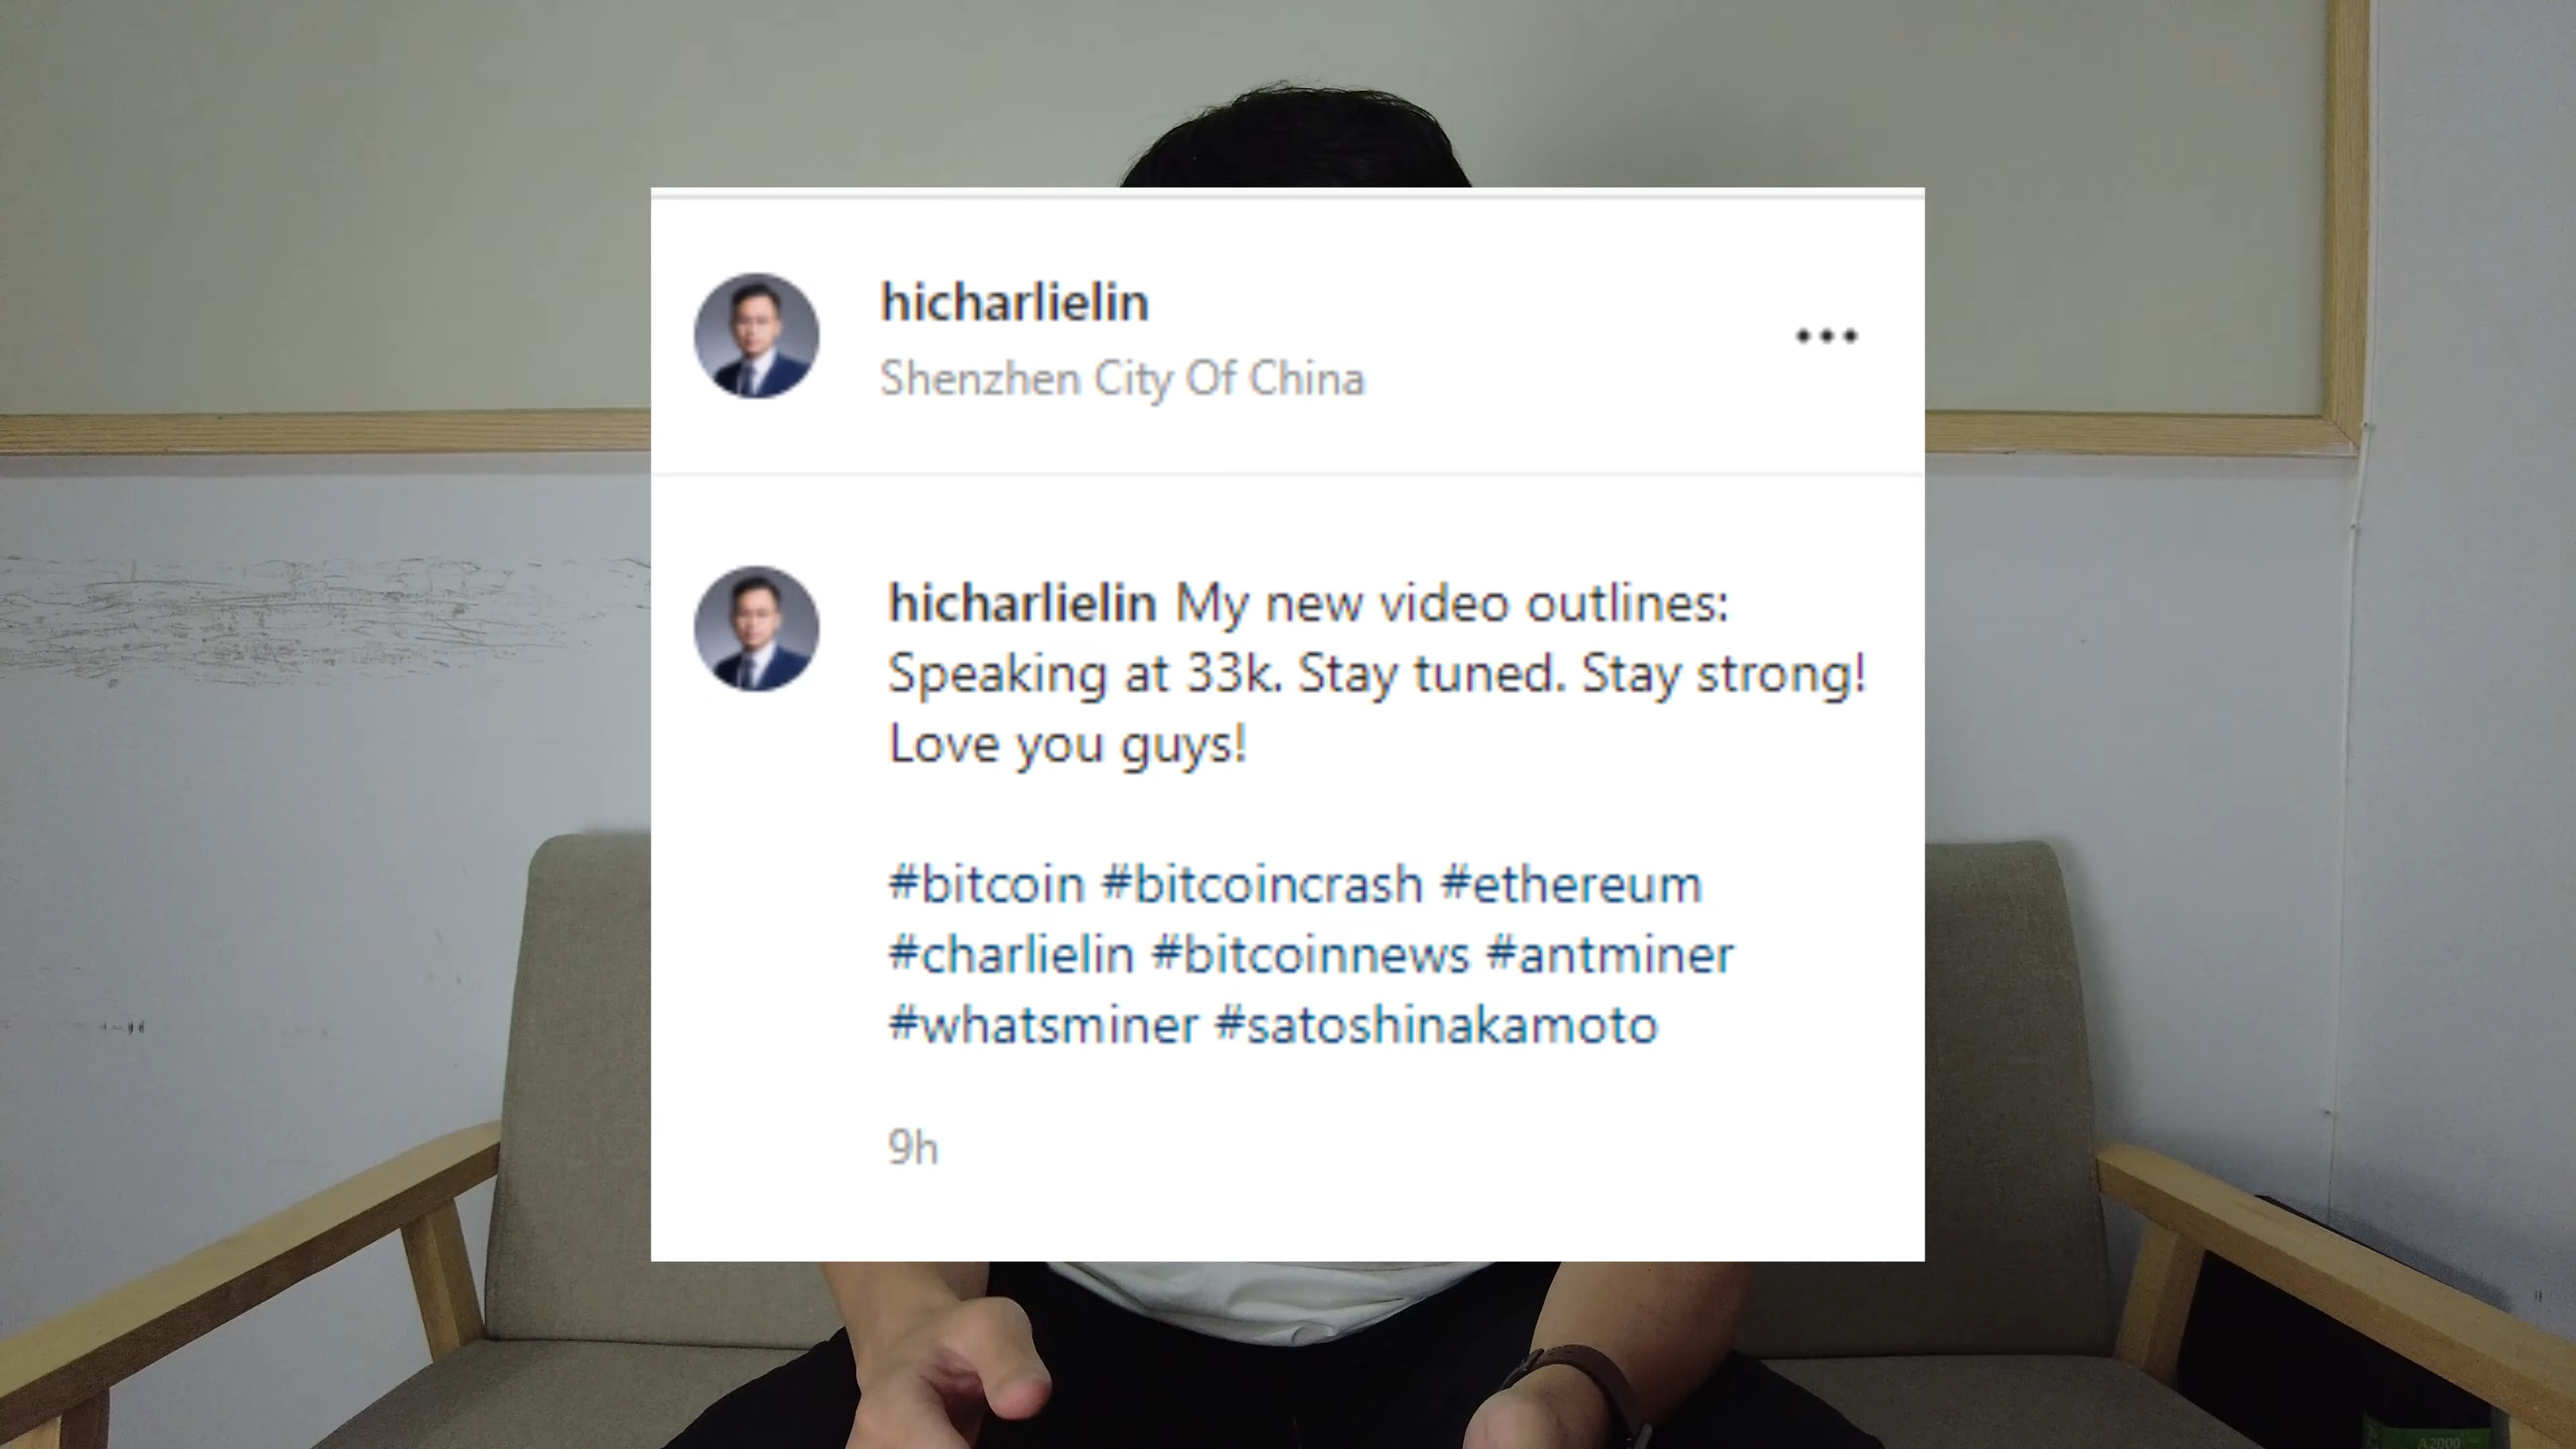 hicharlielin
Shenzhen City Of China
hicharlielin My new video outlines:
Speaking at 33k. Stay tuned. Stay strong!
Love you guys!
#bitcoin #bitcoincrash #ethereum
#charlielin #bitcoinnews #antminer
#whatsminer #satoshinakamoto
9h
A2000